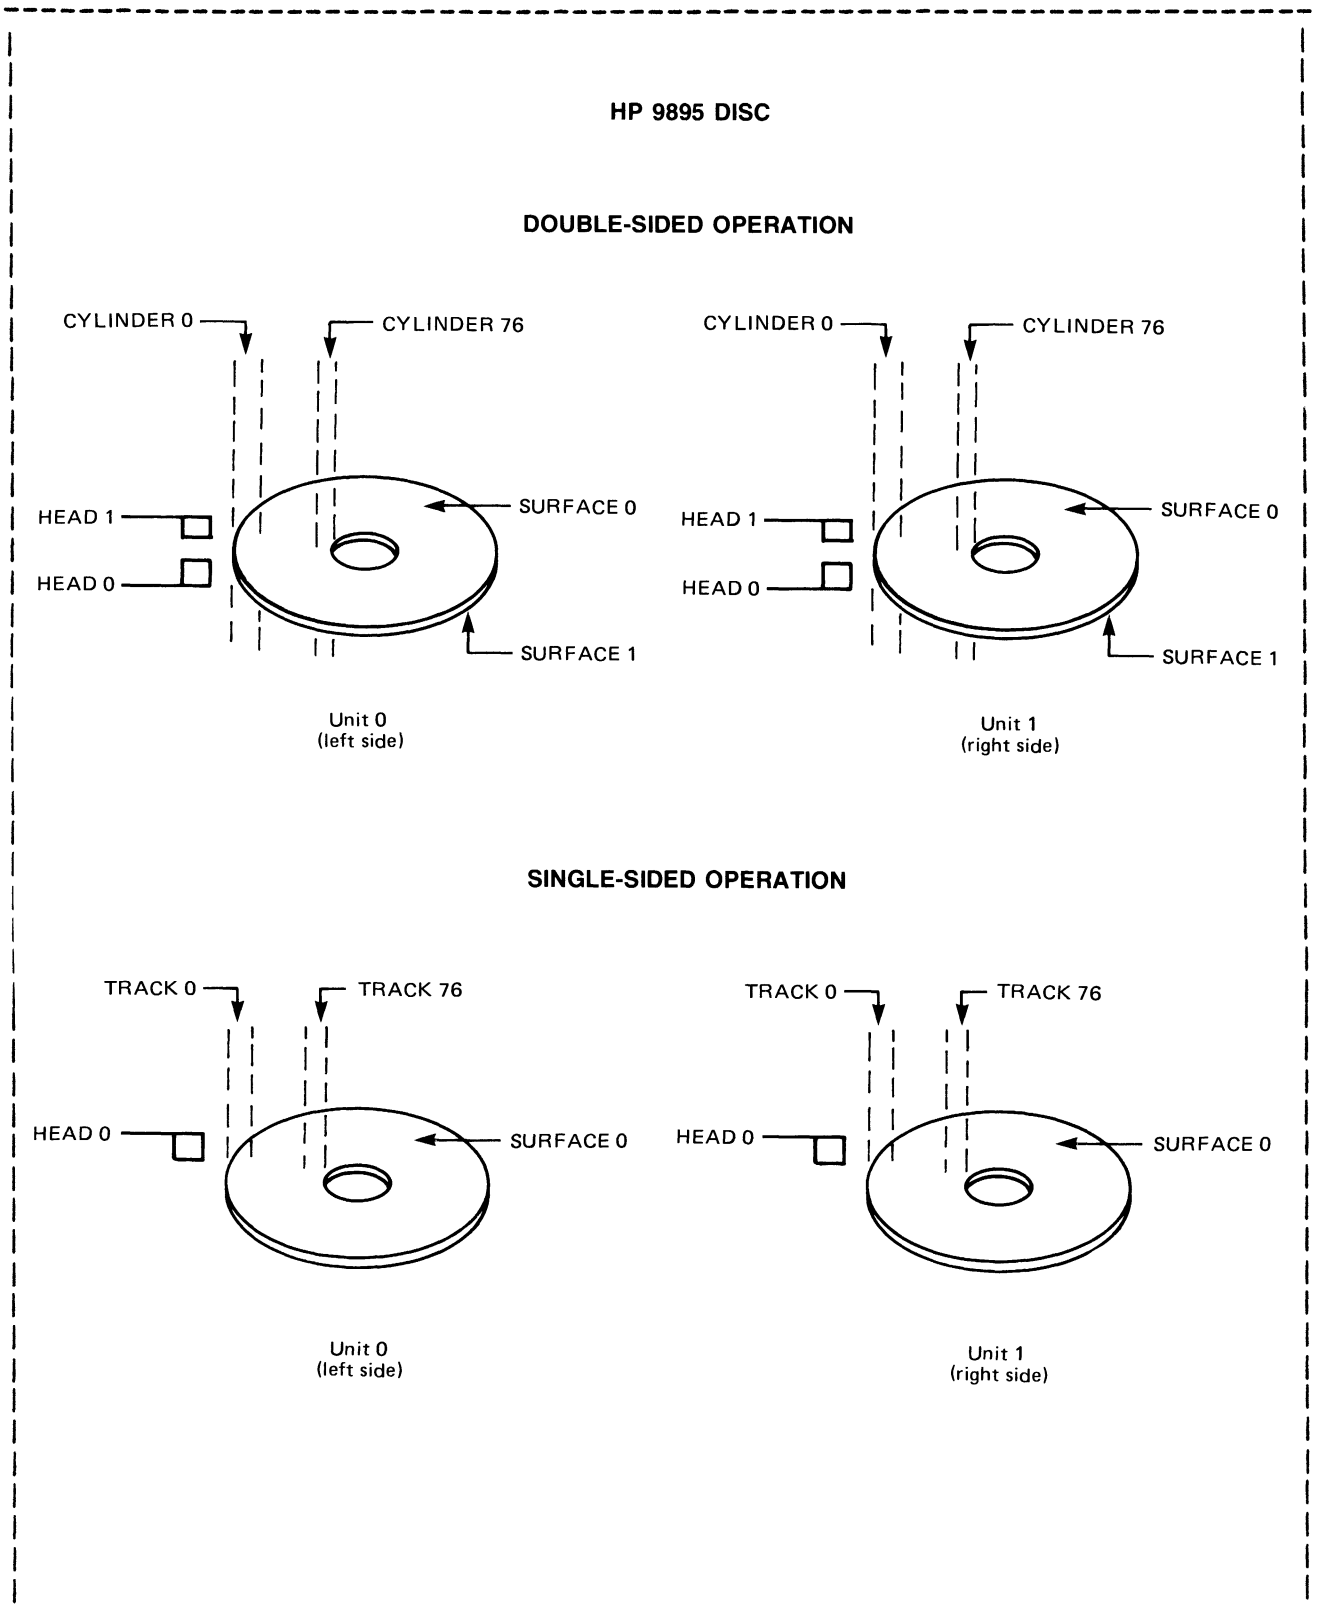 HP 9895 DISC
DOUBLE-SIDED OPERATION
CYLINDER 0
CYLINDER 76
HEAD 1
HEAD 0
SURFACE 0
SURFACE 1
Unit 0
(left side)
CYLINDER 0
CYLINDER 76
HEAD 1
HEAD 0
SURFACE 0
SURFACE 1
Unit 1
(right side)
SINGLE-SIDED OPERATION
TRACK 0
TRACK 76
HEAD 0
SURFACE 0
Unit 0
(left side)
TRACK 0
TRACK 76
HEAD 0
SURFACE 0
Unit 1
(right side)